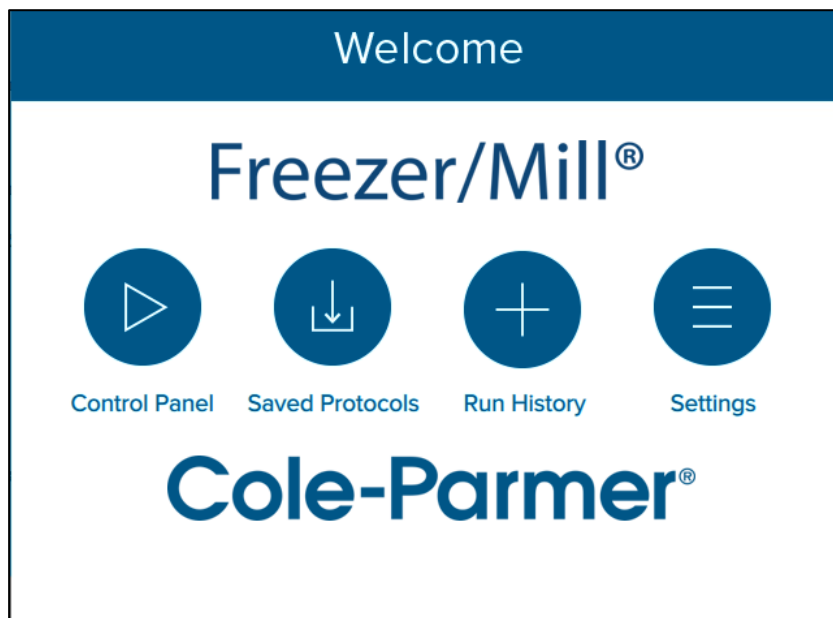 Welcome
Freezer/Mill®
Control Panel Saved Protocols Run History Settings
Cole-Parmer®